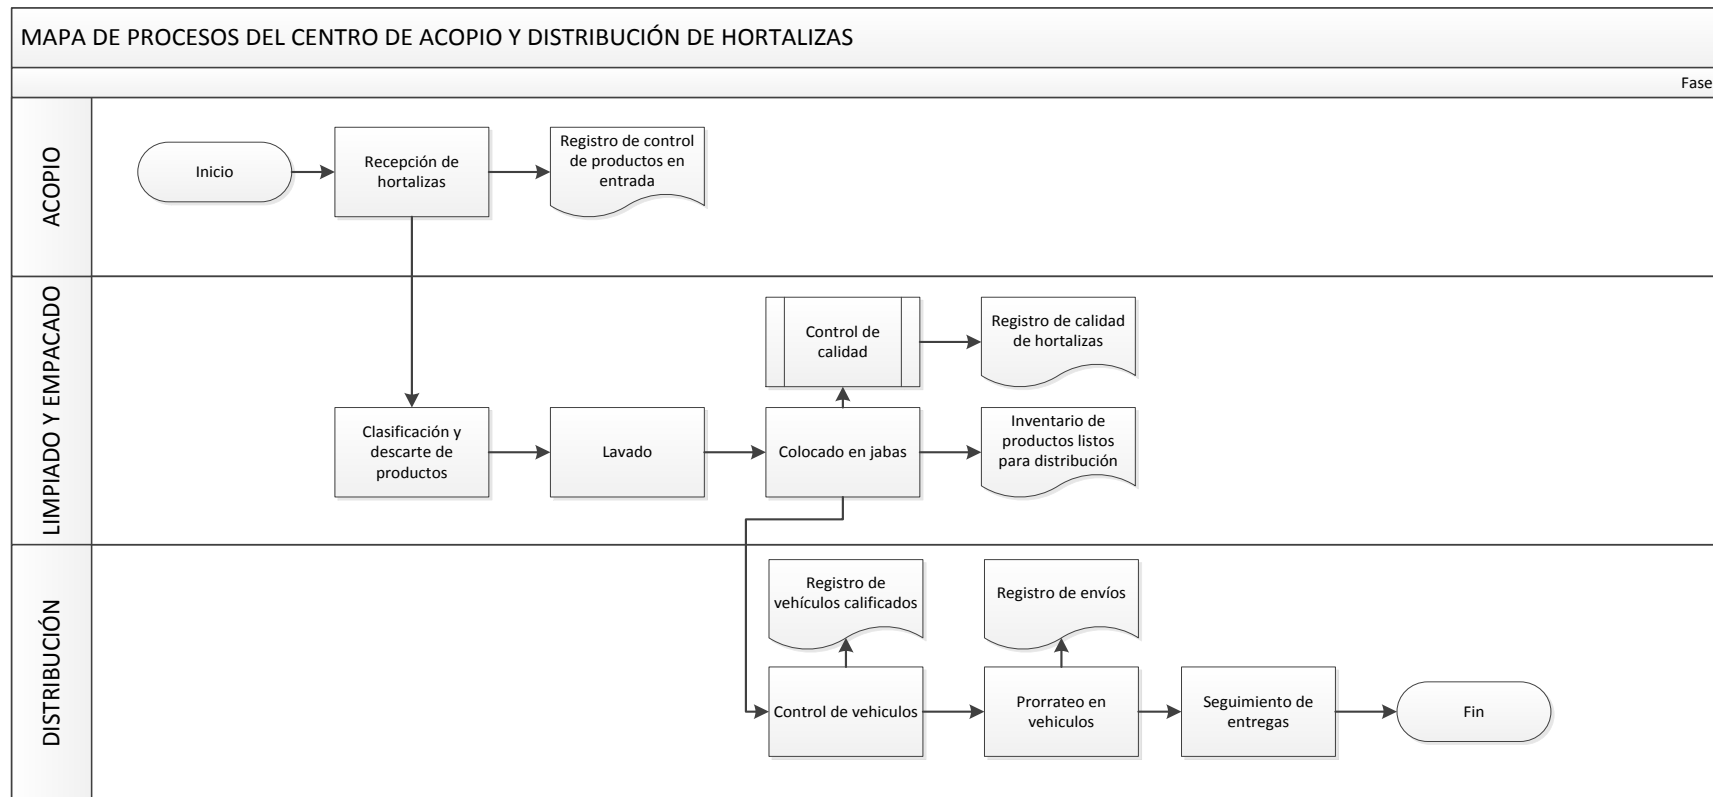 MAPA DE PROCESOS DEL CENTRO DE ACOPIO Y DISTRIBUCIÓN DE HORTALIZAS
Fase
ACOPIO
Inicio
Recepción de
hortalizas
Registro de control
de productos en
entrada
LIMPIADO Y EMPACADO
Control de
calidad
Registro de calidad
de hortalizas
Clasificación y
descarte de
productos
Lavado
Colocado en jabas
Inventario de
productos listos
para distribución
DISTRIBUCIÓN
Registro de
vehículos calificados
Registro de envíos
Control de vehiculos
Prorrateo en
vehiculos
Seguimiento de
entregas
Fin